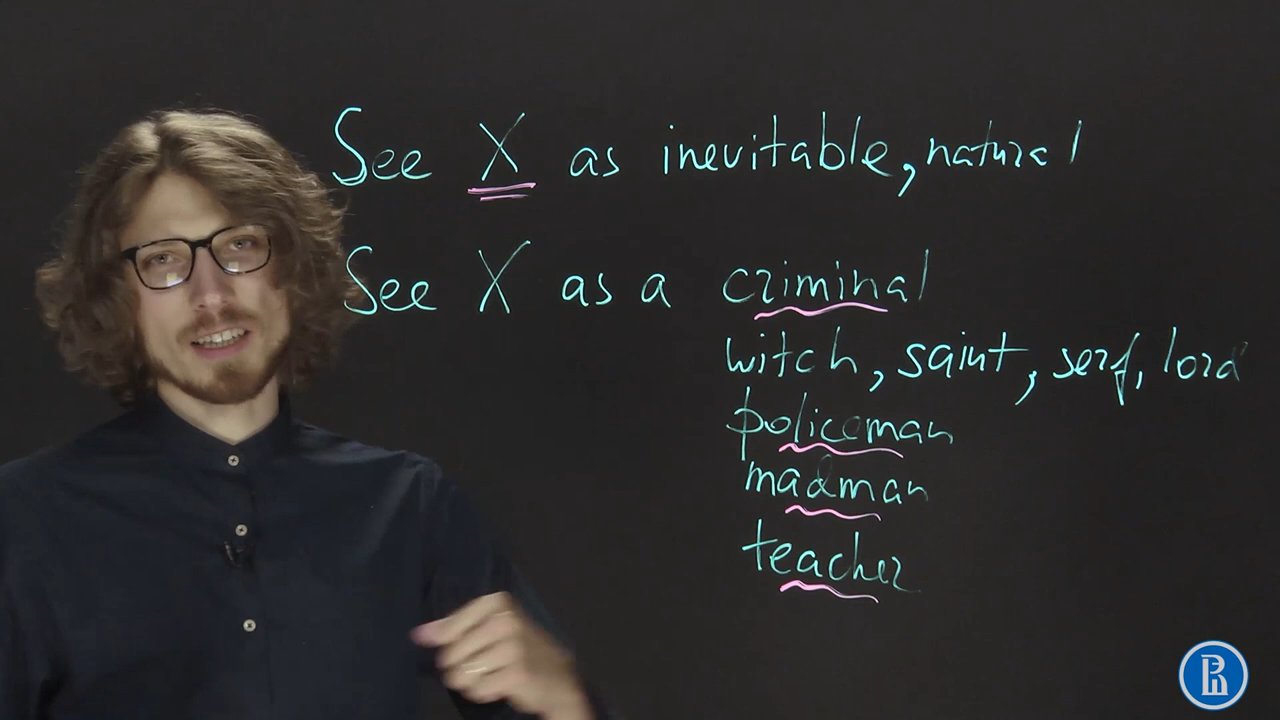 See X as inevitable, natural
See X as a criminal
witch, saint, serf, lord
policeman
madman
teacher